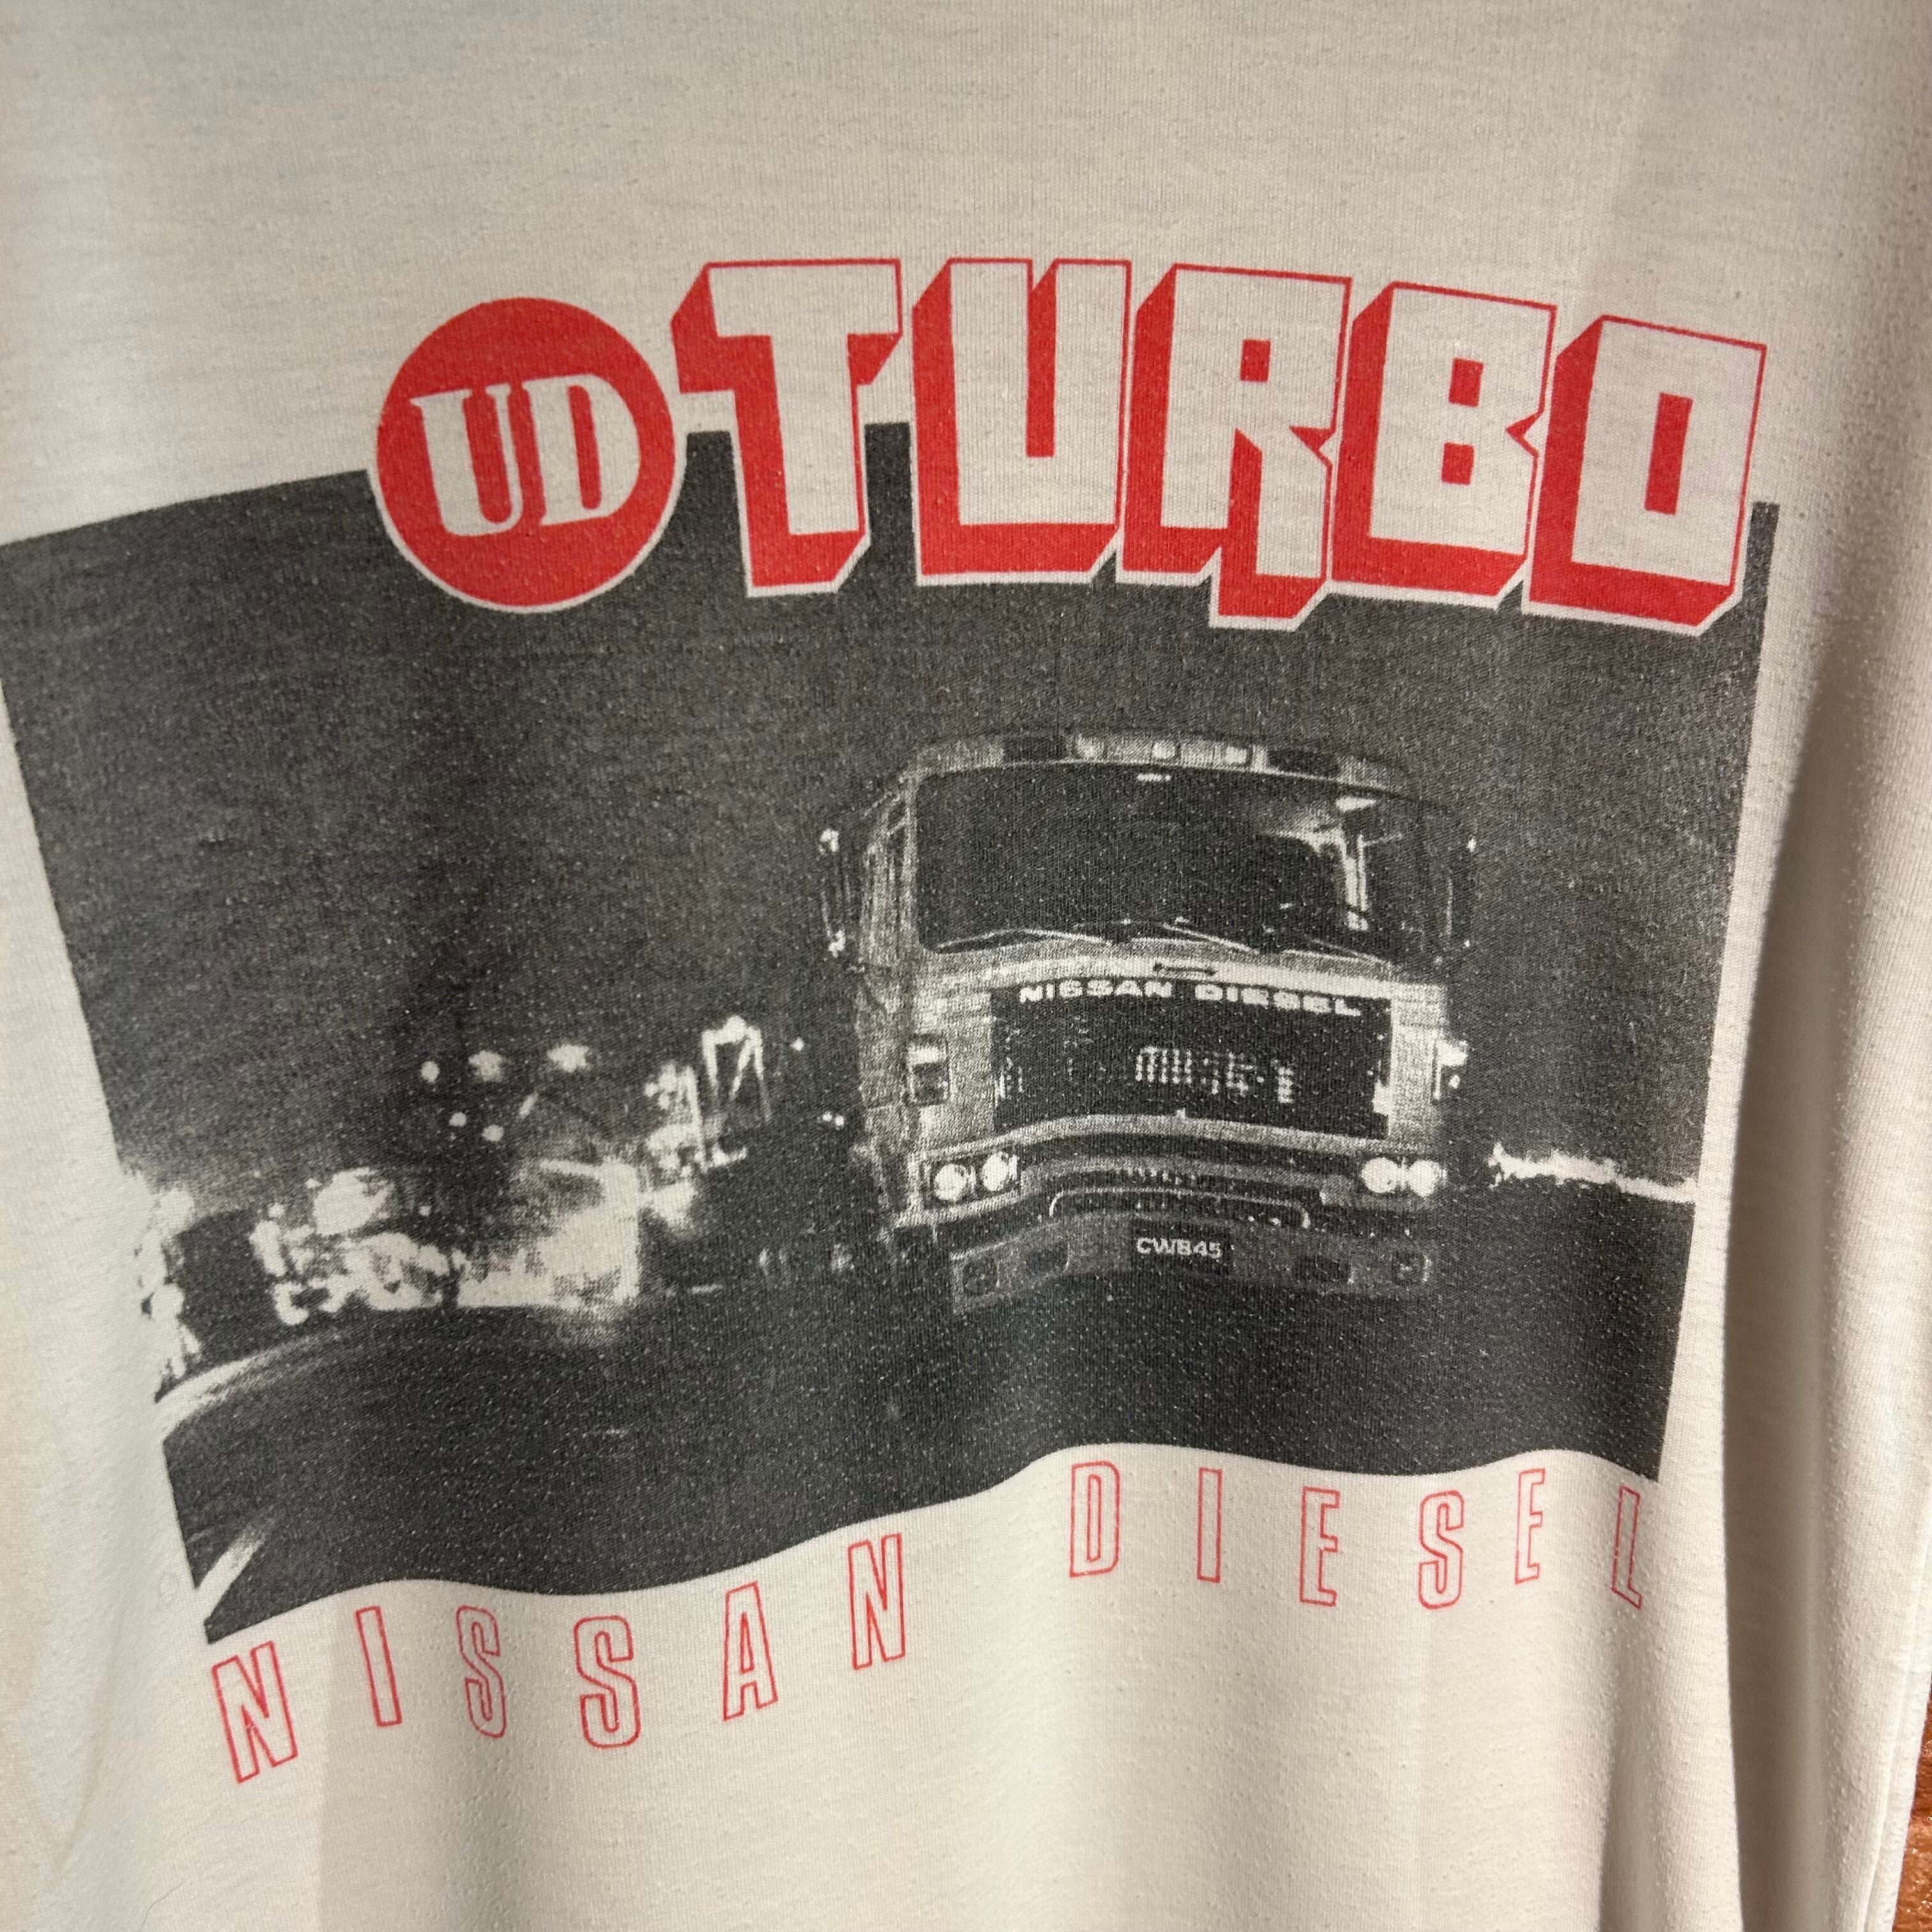 UD TURBO
NISSAN DIESEL
CWB45
NISSAN DIESEL